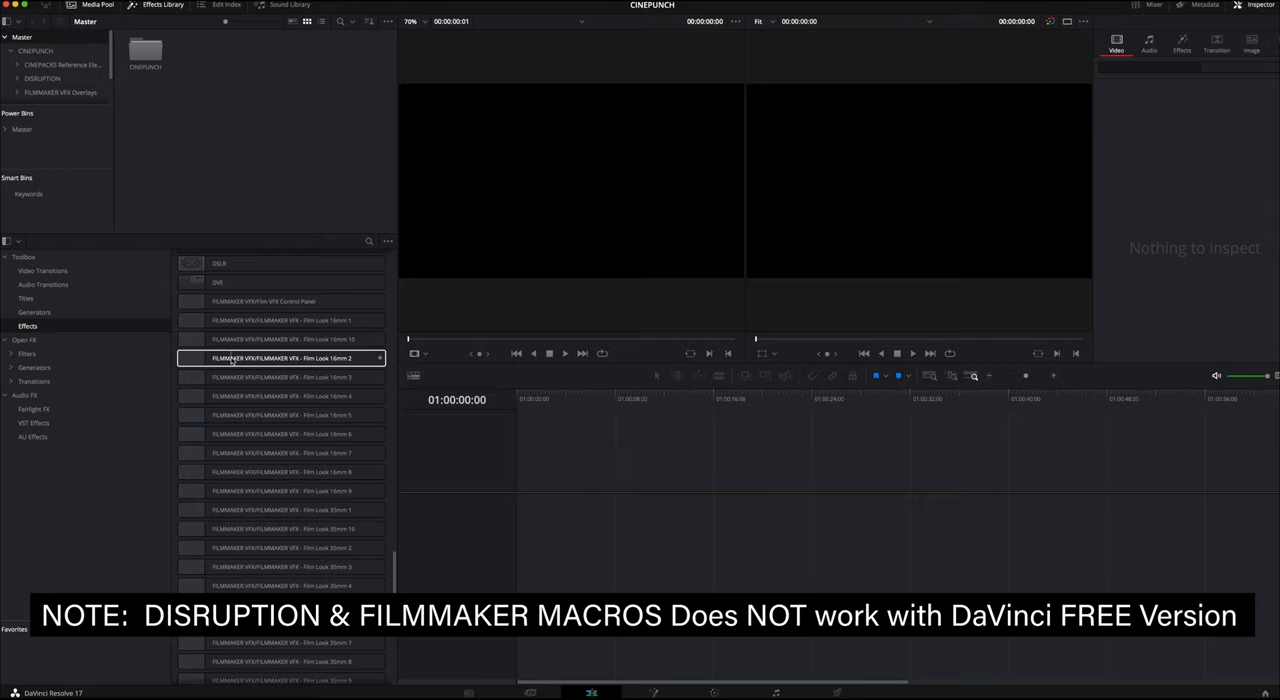 Media Pool
Effects Library
Edit Index
Sound Library
CINEPUNCH
Mixer
Metadata
Inspector
Master
70%
00:00:00:01
00:00:00:00
Fit
00:00:00:00
00:00:00:00
Master
CINEPUNCH
CINEPACKS Reference Ele...
DISRUPTION
FILMMAKER VFX Overlays
Power Bins
Master
Smart Bins
Keywords
CINEPUNCH
Video
Audio
Effects
Transition
Image
Nothing to inspect
Toolbox
Video Transitions
Audio Transitions
Titles
Generators
Effects
Open FX
Filters
Generators
Transitions
Audio FX
Fairlight FX
VST Effects
AU Effects
Favorites
DSLR
DVE
FILMMAKER VFX/Film VFX Control Panel
FILMMAKER VFX/FILMMAKER VFX - Film Look 16mm 1
FILMMAKER VFX/FILMMAKER VFX - Film Look 16mm 10
FILMMAKER VFX/FILMMAKER VFX - Film Look 16mm 2
FILMMAKER VFX/FILMMAKER VFX - Film Look 16mm 3
FILMMAKER VFX/FILMMAKER VFX - Film Look 16mm 4
FILMMAKER VFX/FILMMAKER VFX - Film Look 16mm 5
FILMMAKER VFX/FILMMAKER VFX - Film Look 16mm 6
FILMMAKER VFX/FILMMAKER VFX - Film Look 16mm 7
FILMMAKER VFX/FILMMAKER VFX - Film Look 16mm 8
FILMMAKER VFX/FILMMAKER VFX - Film Look 16mm 9
FILMMAKER VFX/FILMMAKER VFX - Film Look 35mm 1
FILMMAKER VFX/FILMMAKER VFX - Film Look 35mm 10
FILMMAKER VFX/FILMMAKER VFX - Film Look 35mm 2
FILMMAKER VFX/FILMMAKER VFX - Film Look 35mm 3
FILMMAKER VFX/FILMMAKER VFX - Film Look 35mm 4
FILMMAKER VFX/FILMMAKER VFX - Film Look 35mm 7
FILMMAKER VFX/FILMMAKER VFX - Film Look 35mm 8
FILMMAKER VFX/FILMMAKER VFX - Film Look 35mm 9
01:00:00:00
01:00:00:00
01:00:08:00
01:00:16:00
01:00:24:00
01:00:32:00
01:00:40:00
01:00:48:00
01:00:56:00
NOTE: DISRUPTION & FILMMAKER MACROS Does NOT work with DaVinci FREE Version
DaVinci Resolve 17